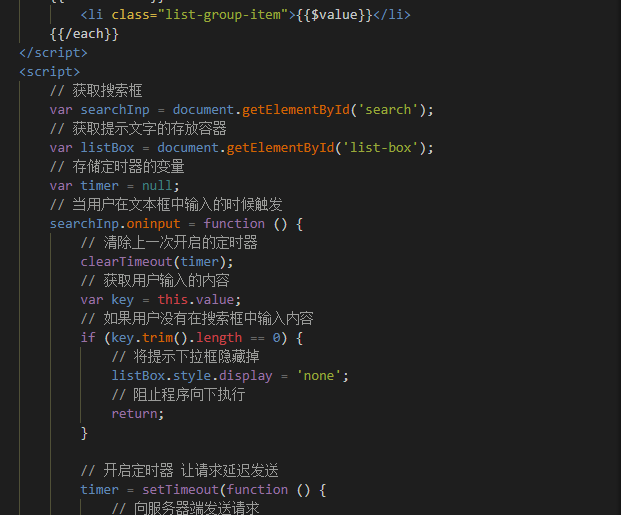 <li class="list-group-item">{{$value}}</li>
{{/each}}
</script>
<script>
// 获取搜索框
var searchInp = document.getElementById('search');
// 获取提示文字的存放容器
var listBox = document.getElementById('list-box');
// 存储定时器的变量
var timer = null;
// 当用户在文本框中输入的时候触发
searchInp.oninput = function () {
// 清除上一次开启的定时器
clearTimeout(timer);
// 获取用户输入的内容
var key = this.value;
// 如果用户没有在搜索框中输入内容
if (key.trim().length == 0) {
// 将提示下拉框隐藏掉
listBox.style.display = 'none';
// 阻止程序向下执行
return;
}
// 开启定时器 让请求延迟发送
timer = setTimeout(function () {
// 向服务器端发送请求